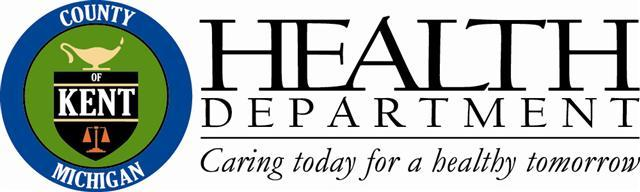 COUNTY
OF
KENT
MICHIGAN
HEALTH
DEPARTMENT
Caring today for a healthy tomorrow